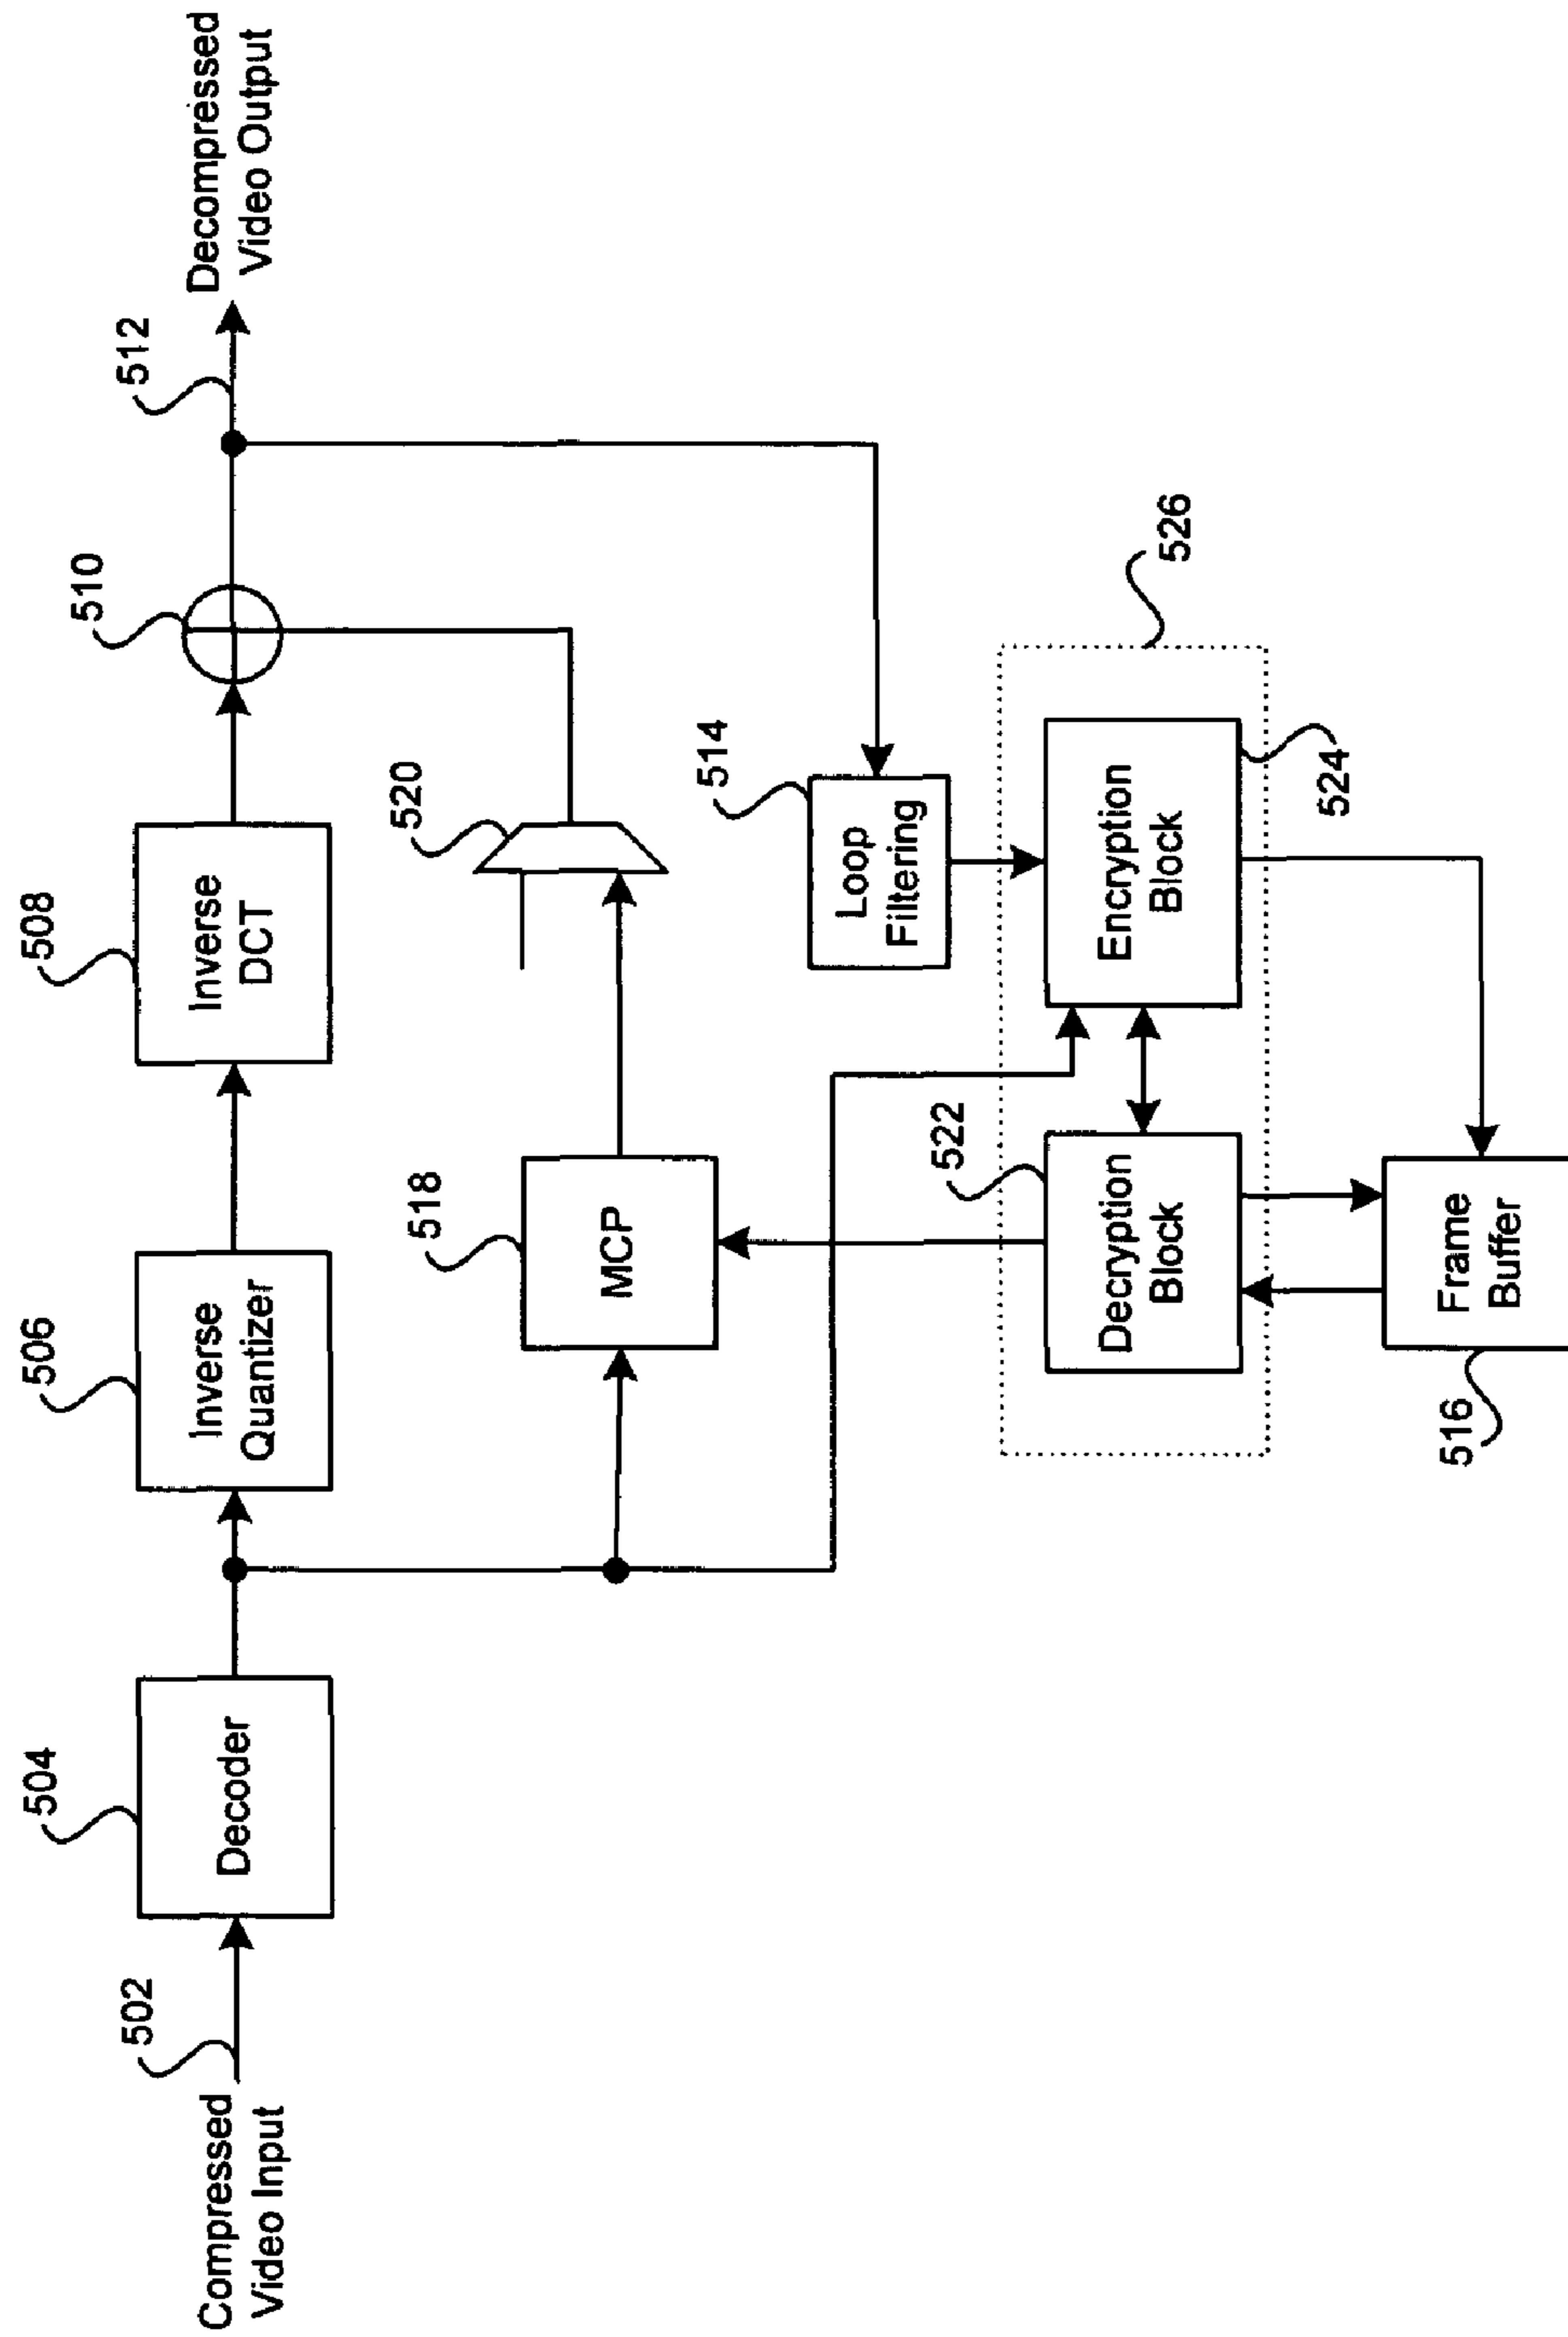 Compressed
Video Input
502
504
Decoder
506
Inverse
Quantizer
508
Inverse
DCT
510
512
Decompressed
Video Output
518
MCP
520
514
Loop
Filtering
522
Decryption
Block
Encryption
Block
524
526
516
Frame
Buffer